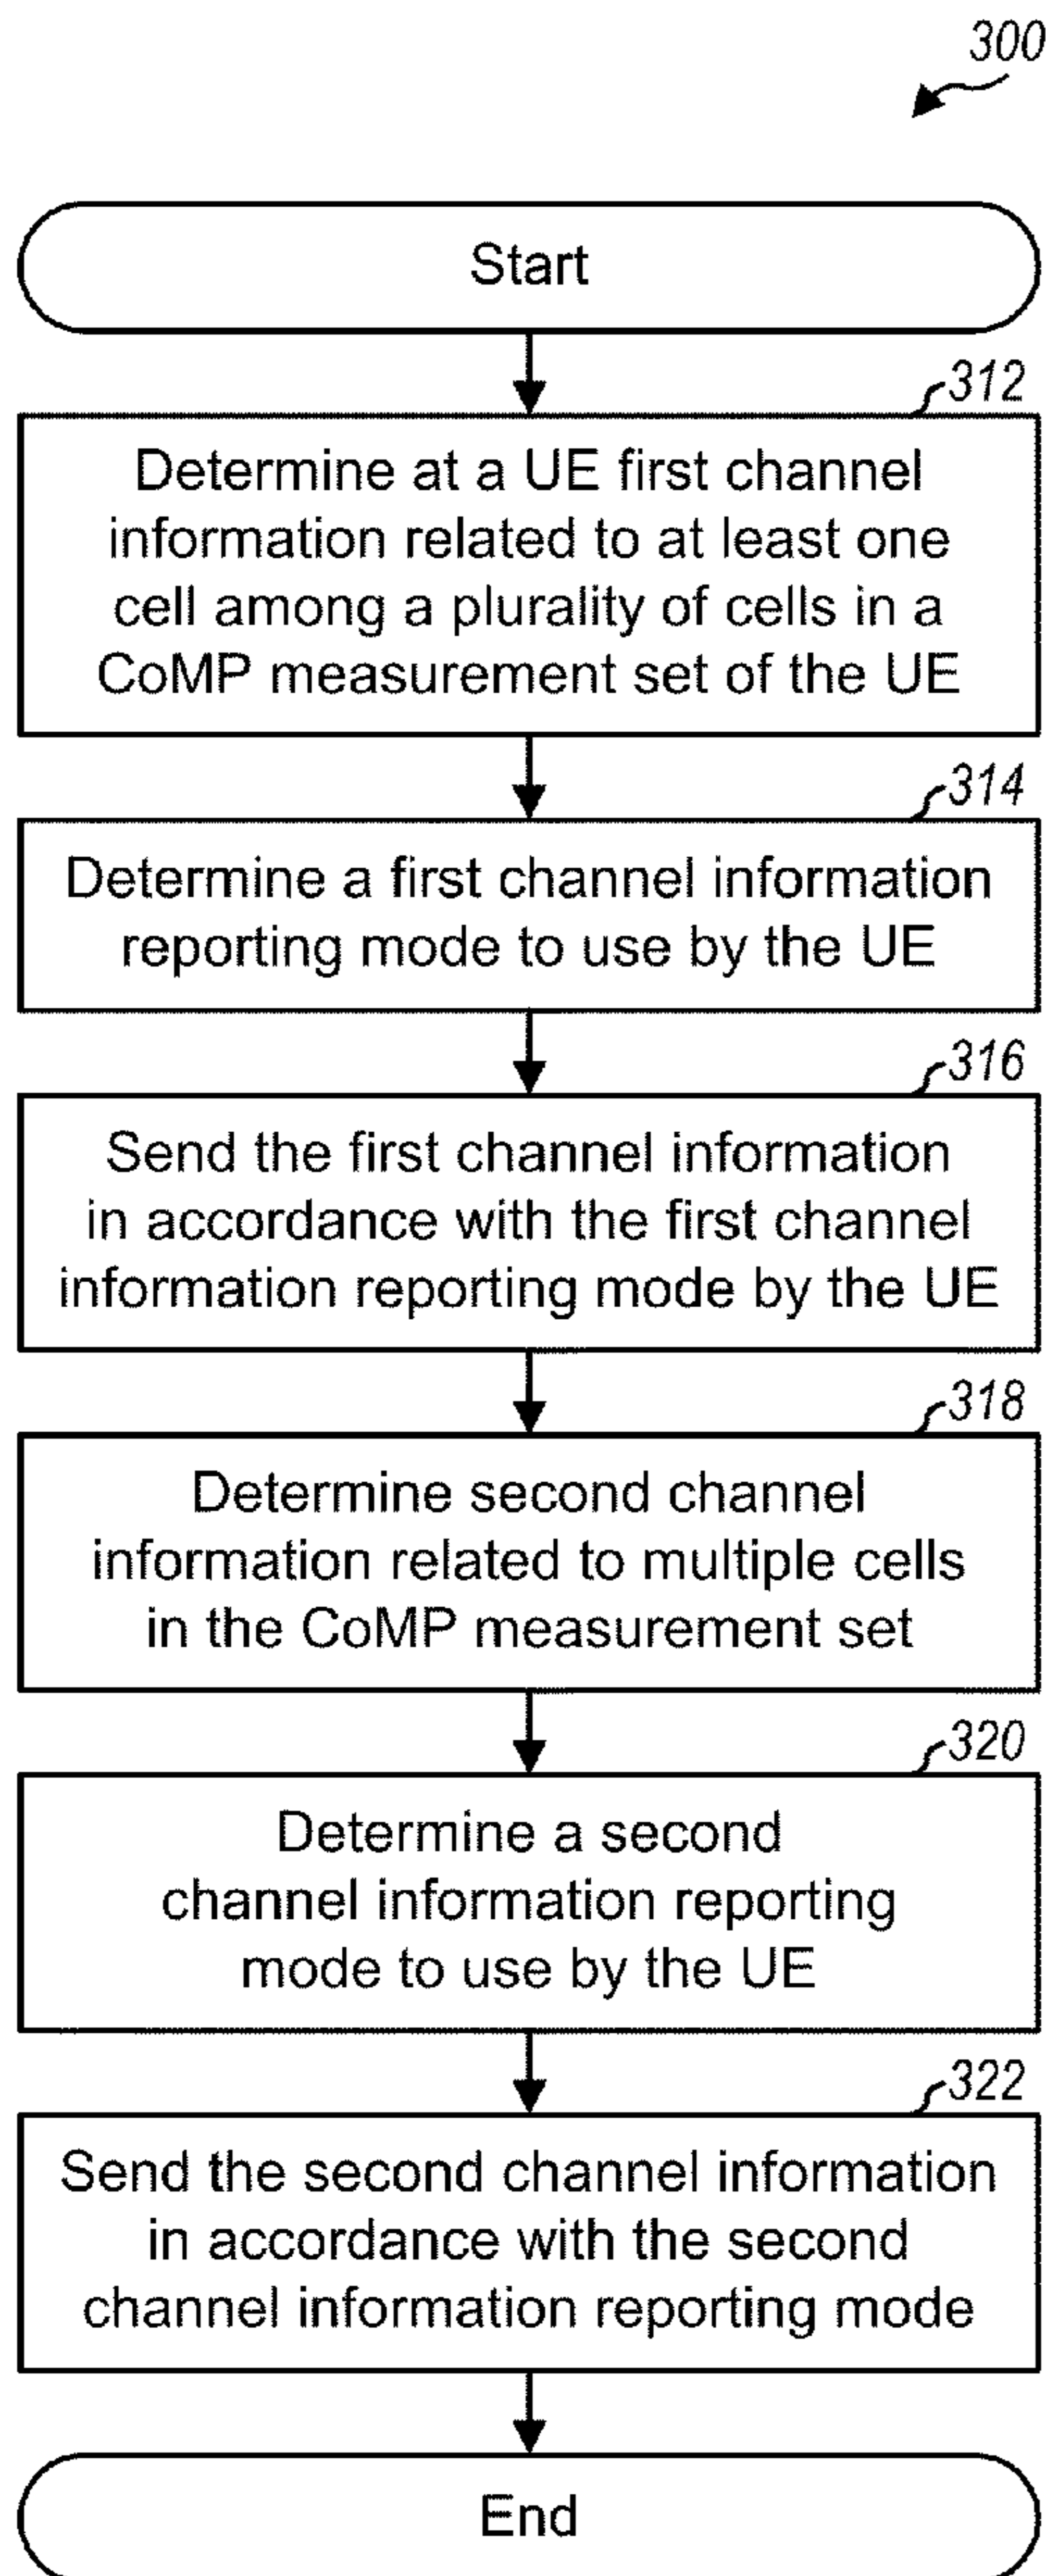 300
Start
312
Determine at a UE first channel
information related to at least one
cell among a plurality of cells in a
CoMP measurement set of the UE
314
Determine a first channel information
reporting mode to use by the UE
316
Send the first channel information
in accordance with the first channel
information reporting mode by the UE
318
Determine second channel
information related to multiple cells
in the CoMP measurement set
320
Determine a second
channel information reporting
mode to use by the UE
322
Send the second channel information
in accordance with the second
channel information reporting mode
End